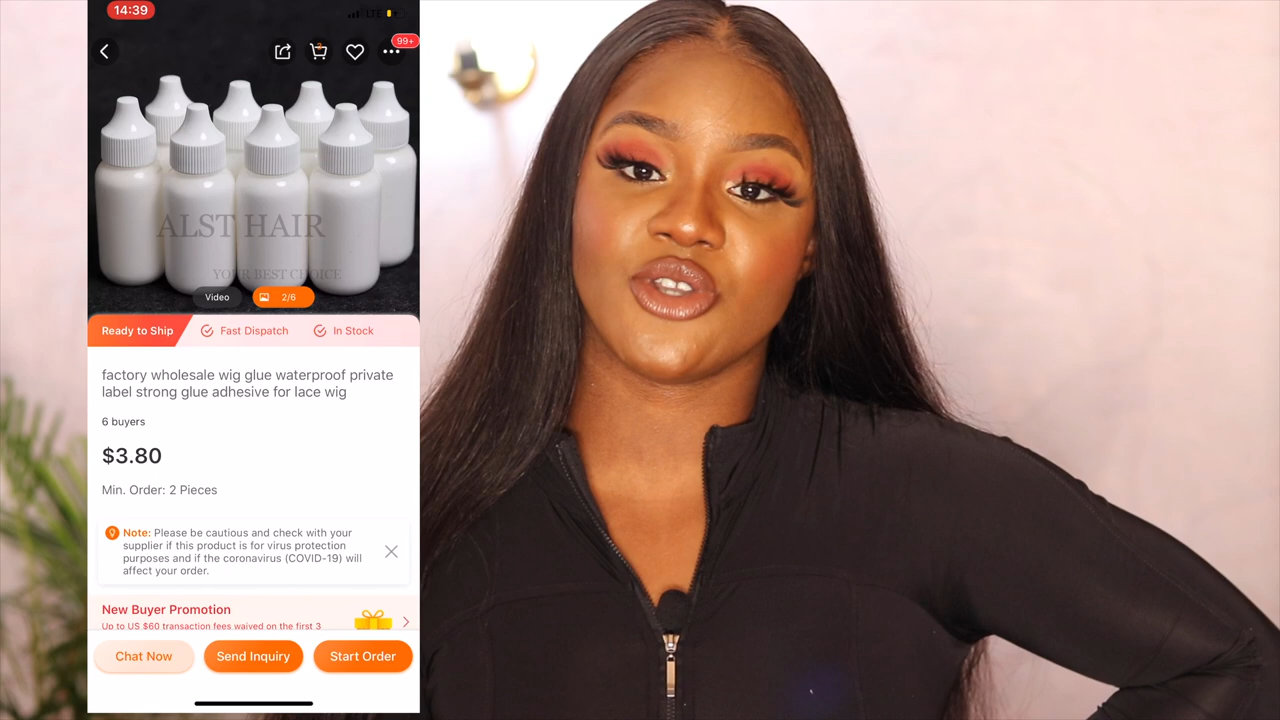 14:39
LTE
99+
2
ALST HAIR
YOUR BEST CHOICE
Video
2/6
Ready to Ship
Fast Dispatch
In Stock
factory wholesale wig glue waterproof private
label strong glue adhesive for lace wig
6 buyers
$3.80
Min. Order: 2 Pieces
Note: Please be cautious and check with your
supplier if this product is for virus protection
purposes and if the coronavirus (COVID-19) will
affect your order.
New Buyer Promotion
Up to US $60 transaction fees waived on the first 3
Chat Now
Send Inquiry
Start Order